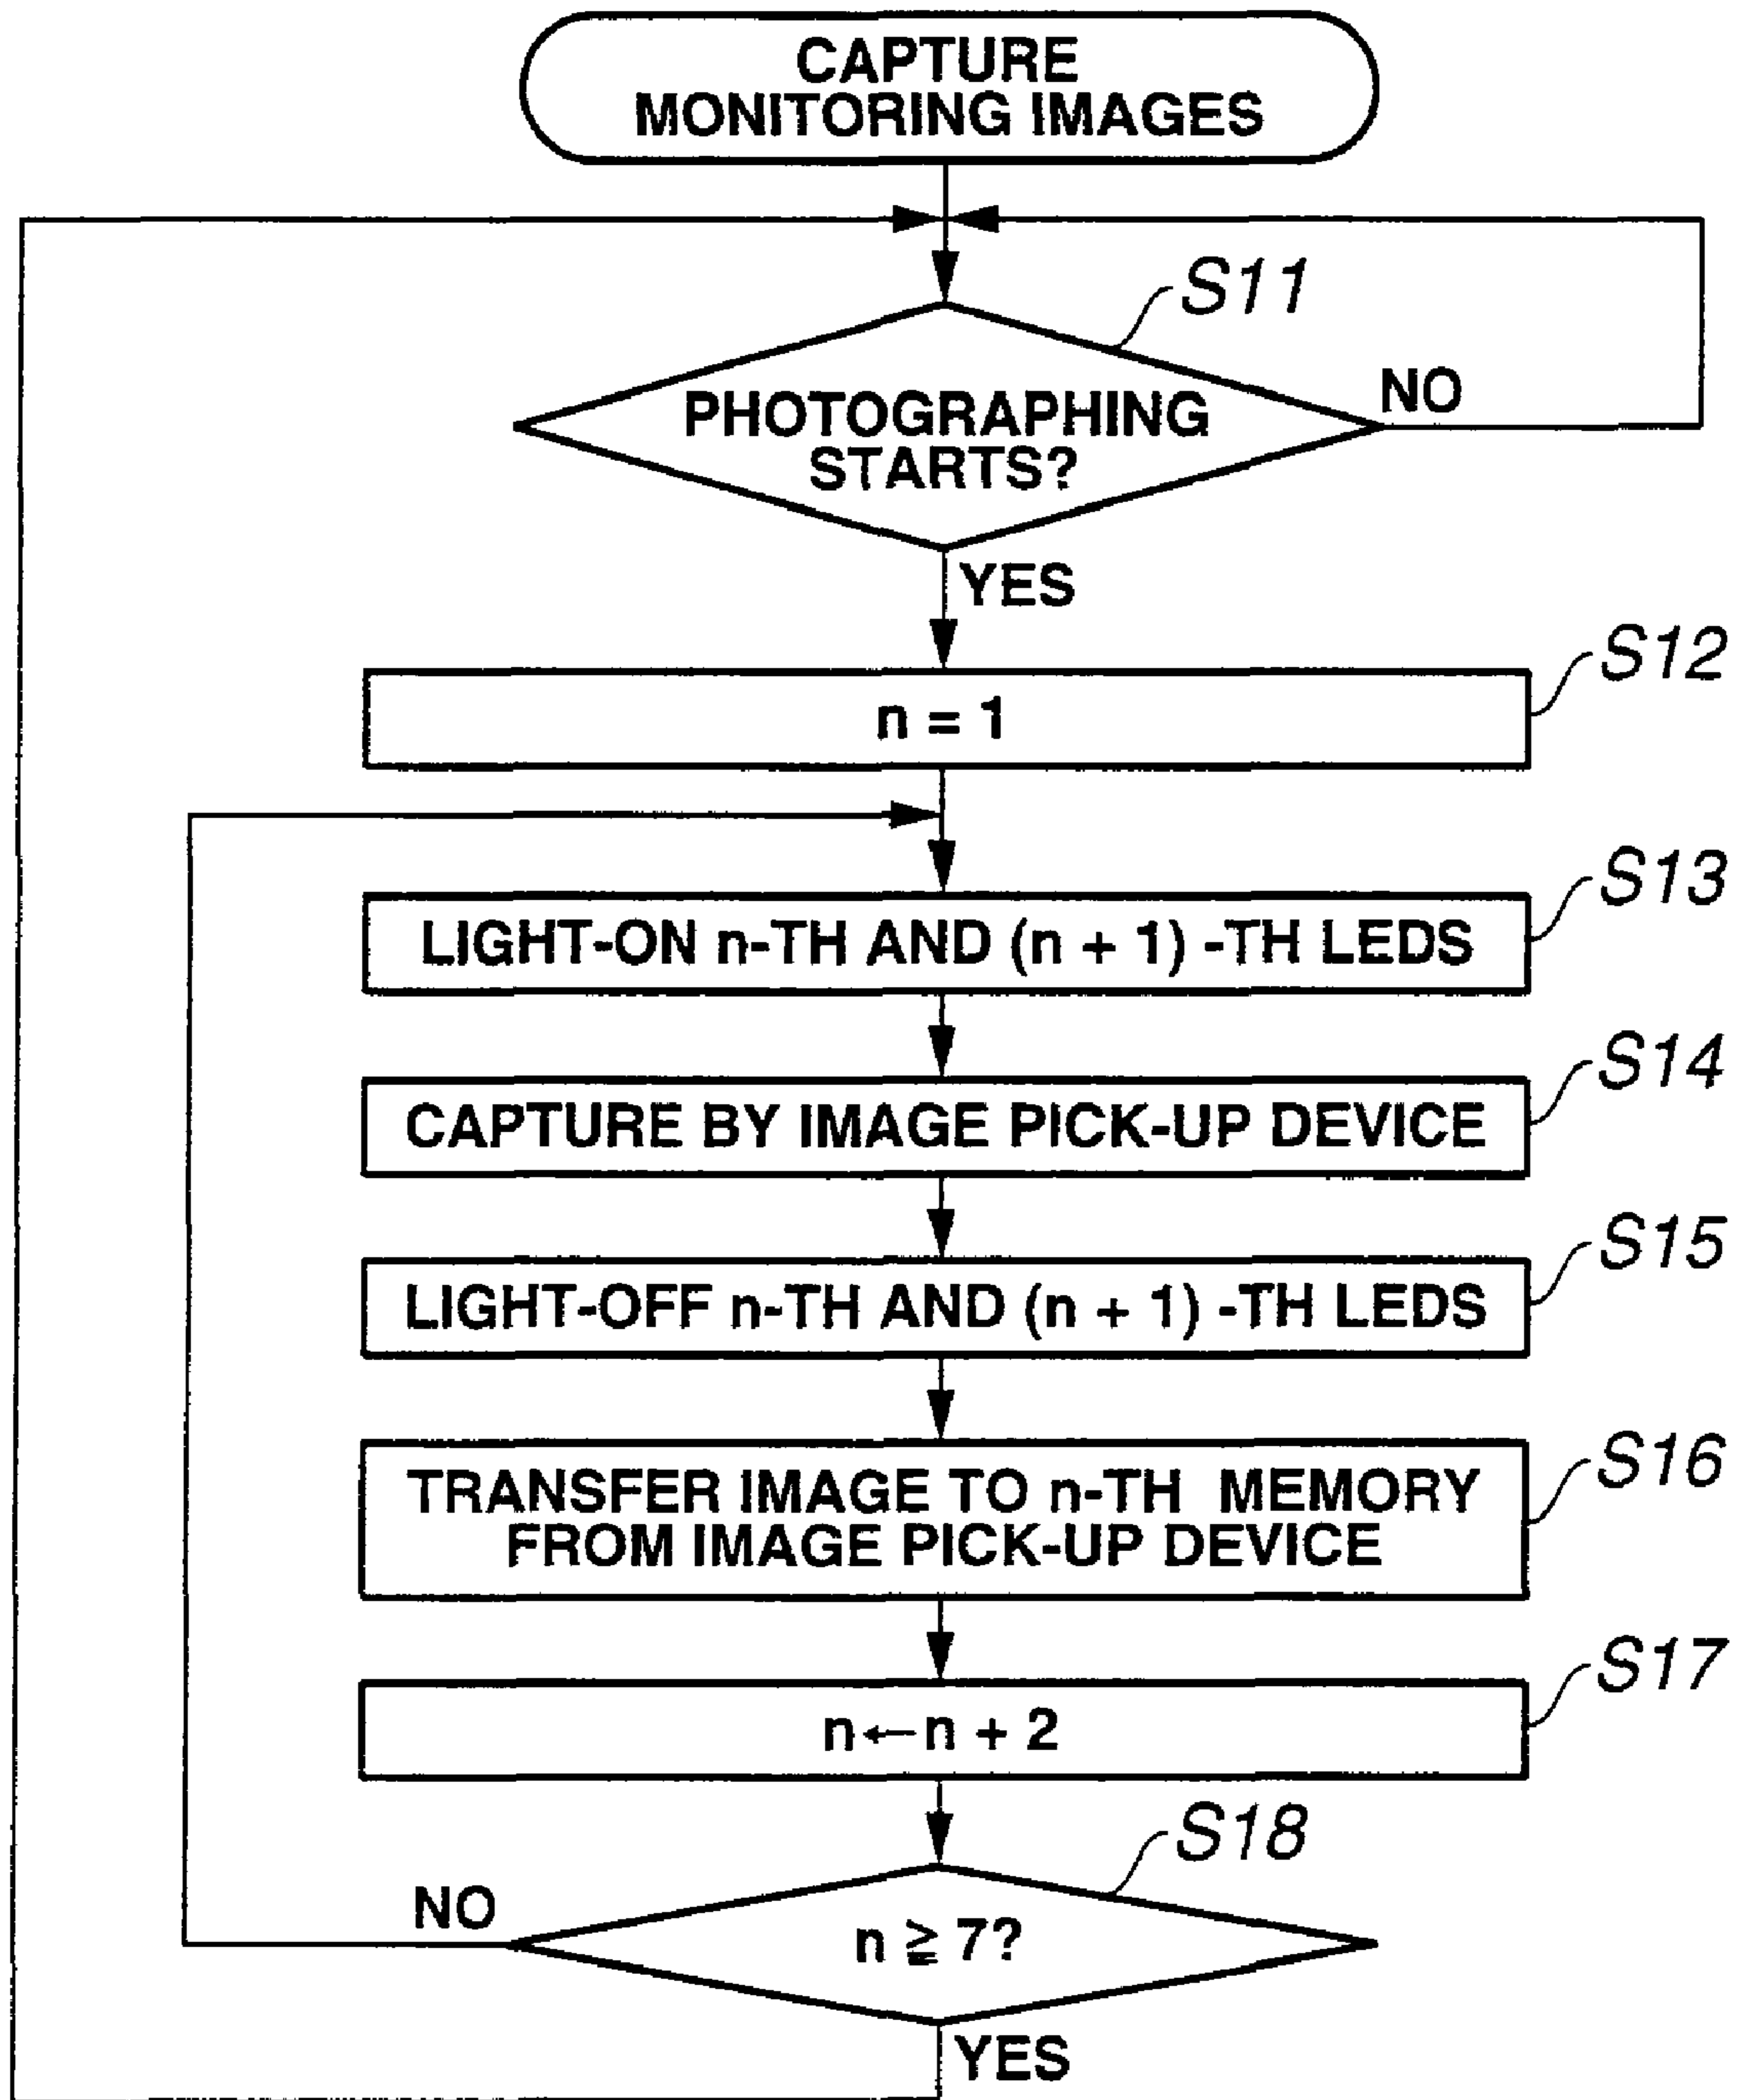 CAPTURE
MONITORING IMAGES
S11
PHOTOGRAPHING
STARTS?
NO
YES
S12
n = 1
S13
LIGHT-ON n-TH AND (n + 1) -TH LEDS
S14
CAPTURE BY IMAGE PICK-UP DEVICE
S15
LIGHT-OFF n-TH AND (n + 1) -TH LEDS
S16
TRANSFER IMAGE TO n-TH MEMORY
FROM IMAGE PICK-UP DEVICE
S17
n←n + 2
S18
NO
n ≧ 7?
YES